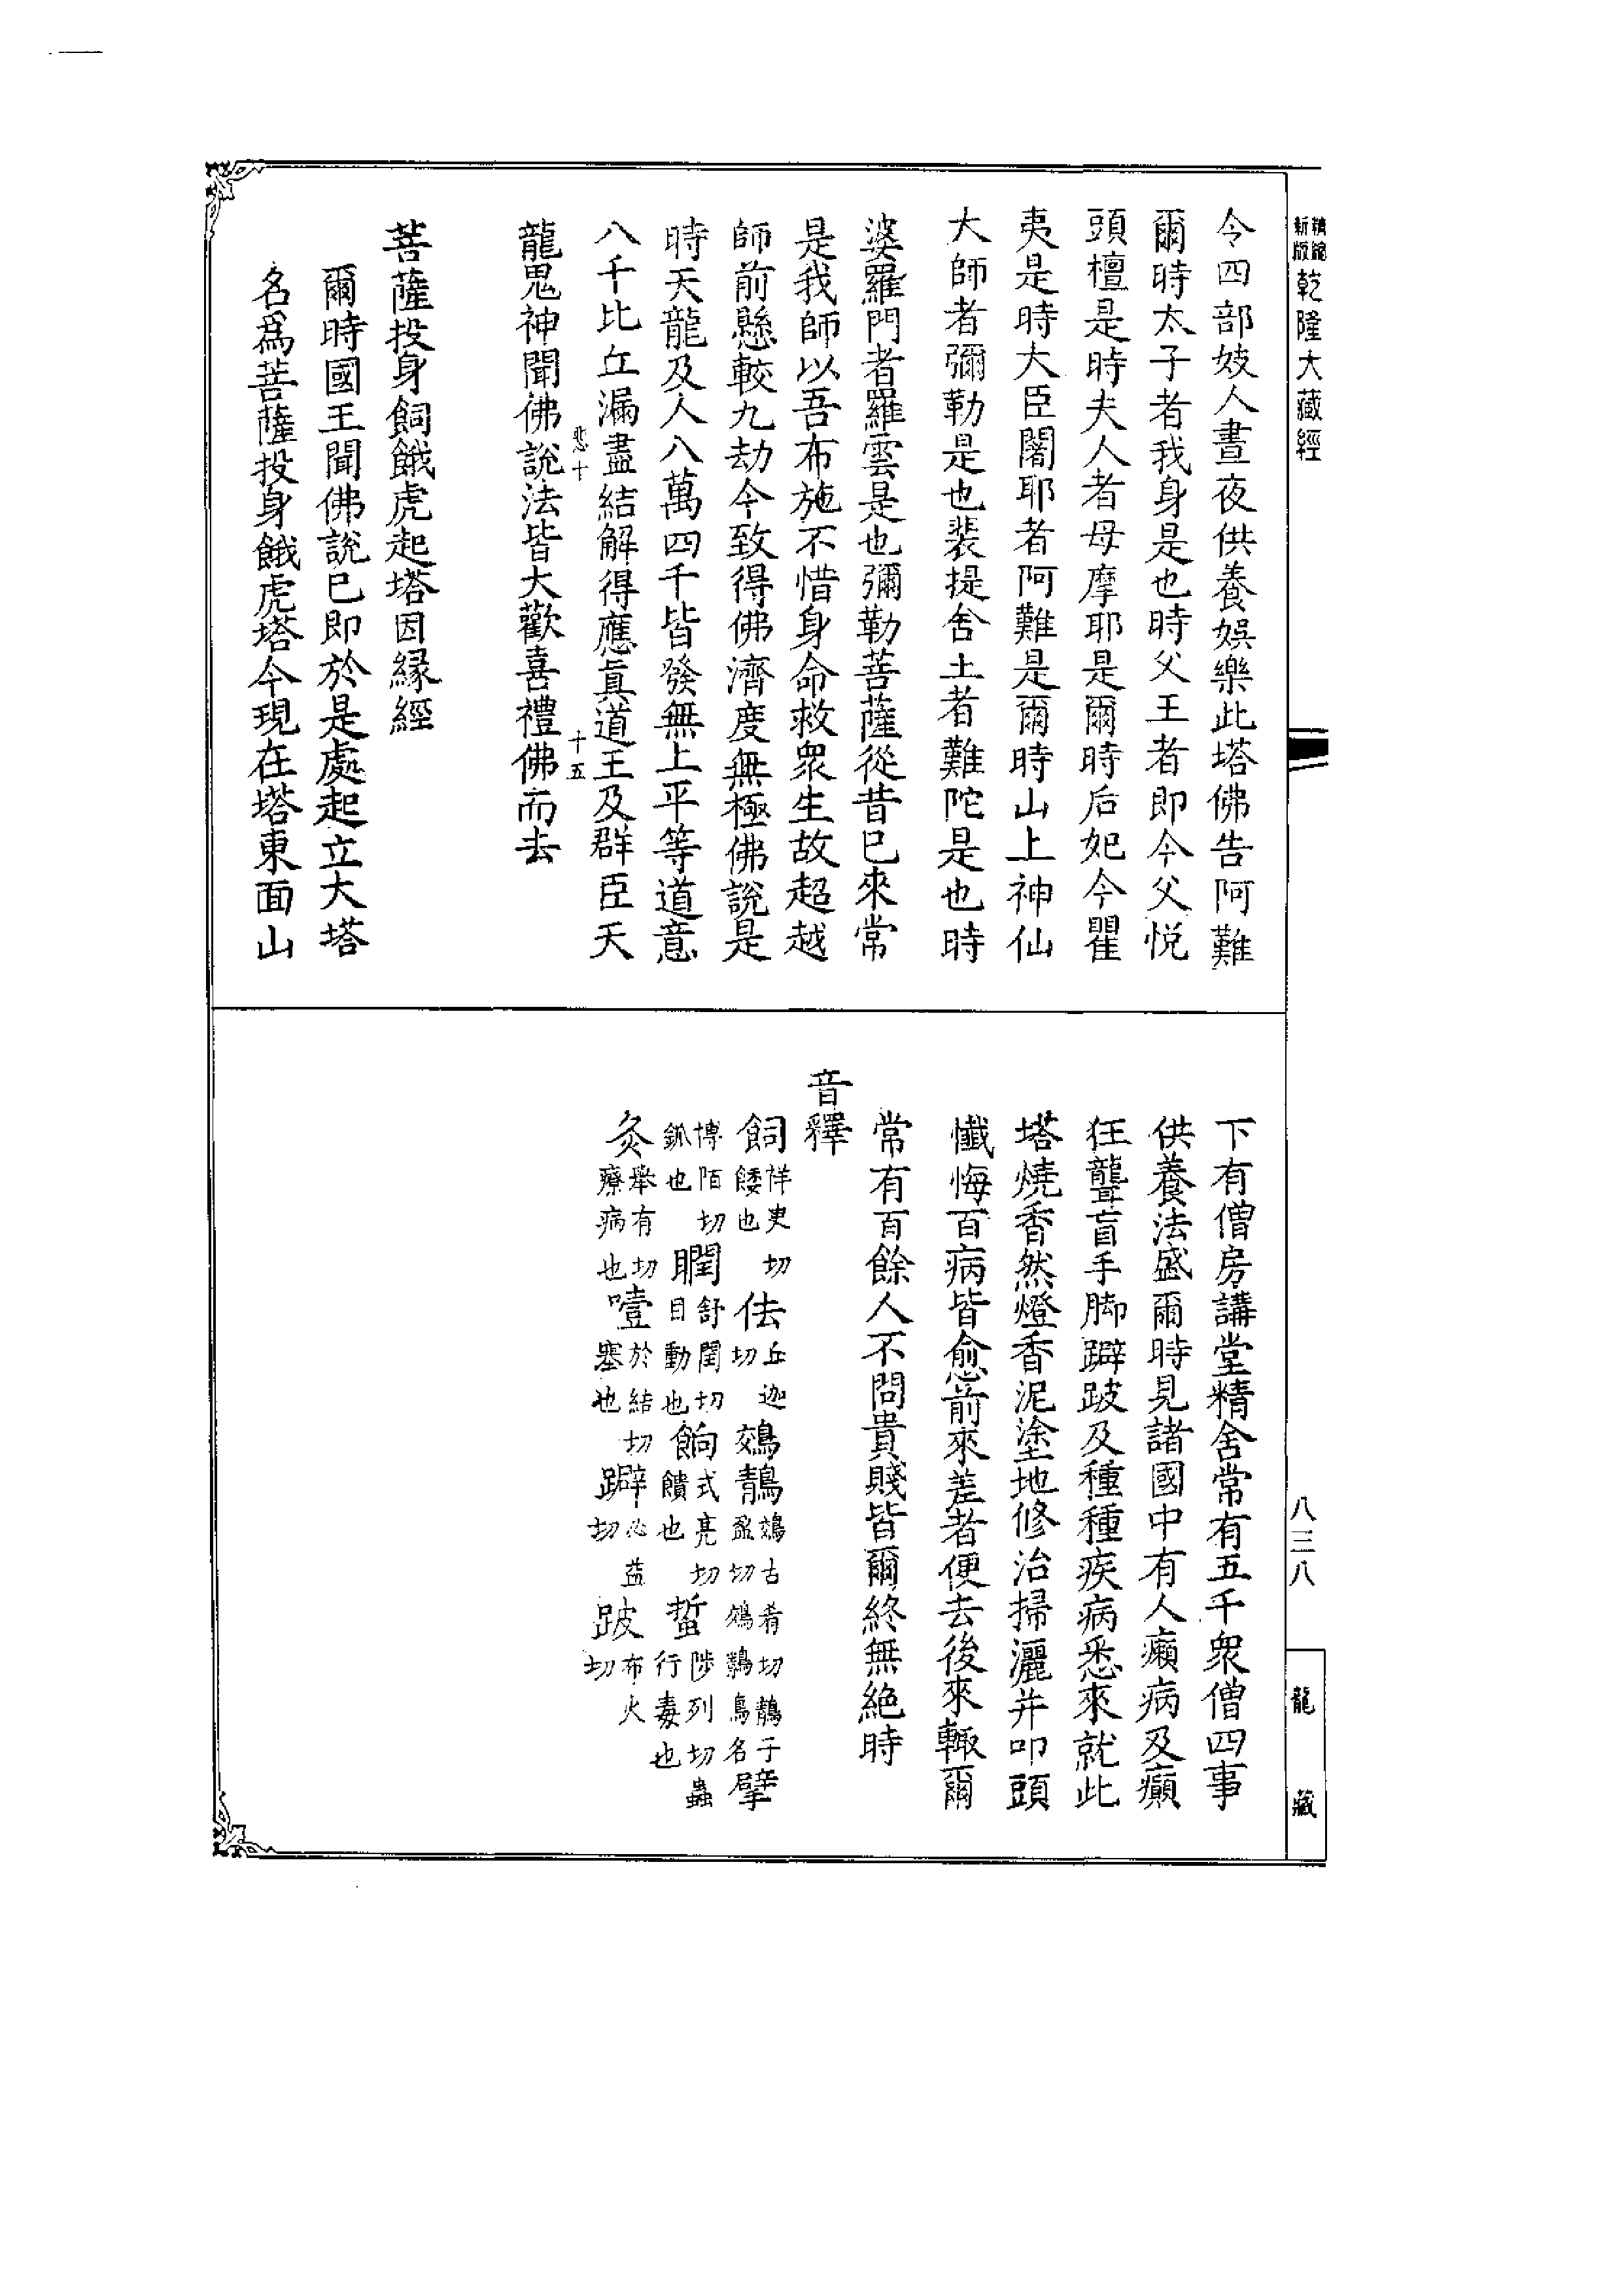 新版精縮乾隆大藏經
令四部妓人晝夜供養娛樂此塔佛告阿難
爾時太子者我身是也時父王者即今父悅
頭檀是時夫人者母摩耶是爾時后妃今瞿
夷是時大臣闍耶者阿難是爾時山上神仙
大師者彌勒是也裴提舍土者難陀是也時
婆羅門者羅雲是也彌勒菩薩從昔已來常
是我師以吾布施不惜身命救眾生故超越
師前懸較九劫今致得佛濟度無極佛說是
時天龍及人八萬四千皆發無上平等道意
八千比丘漏盡結解得應真道王及群臣天
悲十 十五
龍鬼神聞佛說法皆大歡喜禮佛而去
菩薩投身飼餓虎起塔因緣經
爾時國王聞佛說已即於是處起立大塔
名為菩薩投身餓虎塔今現在塔東面山
下有僧房講堂精舍常有五千眾僧四事
供養法盛爾時見諸國中有人癩病及癲
狂聾盲手脚躃跛及種種疾病悉來就此
塔燒香然燈香泥塗地修治掃灑并叩頭
懺悔百病皆愈前來差者便去後來輒爾
常有百餘人不問貴賤皆爾終無絕時
音釋
飼祥吏切餧也 佉丘迦切 鵁鶄鵁古肴切鶄子盈切鵁鶄鳥名 擘
博陌切也 瞤舒閏切目動也 餉式亮切饋也 蜇陟列切蟲行毒也
灸舉有切療病也 噎於結切塞也 躃必益切 跛布火切
八三八
龍藏